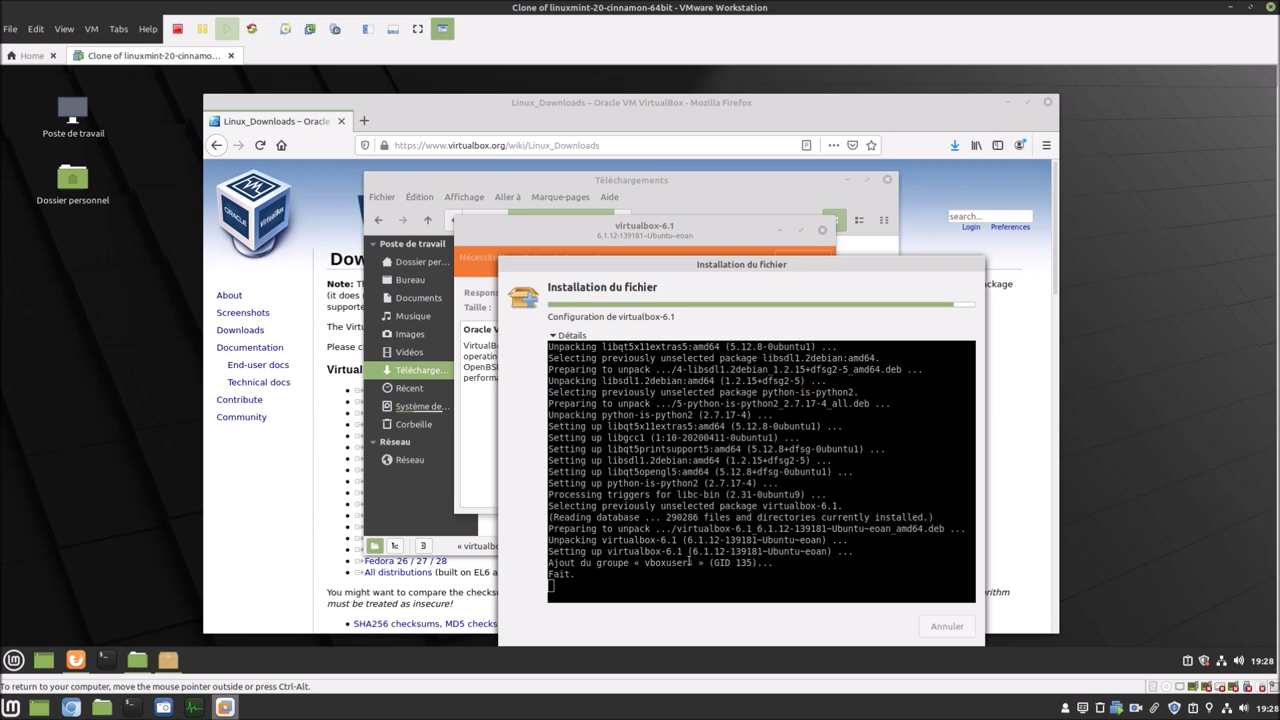 Clone of linuxmint-20-cinnamon-64bit - VMware Workstation
File Edit View VM Tabs Help
Home
Clone of linuxmint-20-cinnamo...
Poste de travail
Dossier personnel
Linux_Downloads – Oracle VM VirtualBox - Mozilla Firefox
Linux_Downloads – Oracle
https://www.virtualbox.org/wiki/Linux_Downloads
search...
Login Preferences
About
Screenshots
Downloads
Documentation
End-user docs
Technical docs
Contribute
Community
Note:
(it does
The Virtu
Please c
Fedora 26 / 27 / 28
All distributions (built on EL6
You might want to compare the checks
must be treated as insecure!
SHA256 checksums, MD5 checks
Téléchargements
Fichier Édition Affichage Aller à Marque-pages Aide
Poste de travail
Dossier per...
Bureau
Documents
Musique
Images
Vidéos
Télécharge...
Récent
Système de...
Corbeille
Réseau
Réseau
« virtualbo
virtualbox-6.1
6.1.12-139181~Ubuntu~eoan
Respons
Taille :
Oracle V
VirtualB
operatin
OpenBS
performa
Installation du fichier
Installation du fichier
Configuration de virtualbox-6.1
Détails
Unpacking libqt5x11extras5:amd64 (5.12.8-0ubuntu1) ...
Selecting previously unselected package libsdl1.2debian:amd64.
Preparing to unpack .../4-libsdl1.2debian_1.2.15+dfsg2-5_amd64.deb ...
Unpacking libsdl1.2debian:amd64 (1.2.15+dfsg2-5) ...
Selecting previously unselected package python-is-python2.
Preparing to unpack .../5-python-is-python2_2.7.17-4_all.deb ...
Unpacking python-is-python2 (2.7.17-4) ...
Setting up libqt5x11extras5:amd64 (5.12.8-0ubuntu1) ...
Setting up libgcc1 (1:10-20200411-0ubuntu1) ...
Setting up libqt5printsupport5:amd64 (5.12.8+dfsg-0ubuntu1) ...
Setting up libsdl1.2debian:amd64 (1.2.15+dfsg2-5) ...
Setting up libqt5opengl5:amd64 (5.12.8+dfsg-0ubuntu1) ...
Setting up python-is-python2 (2.7.17-4) ...
Processing triggers for libc-bin (2.31-0ubuntu9) ...
Selecting previously unselected package virtualbox-6.1.
(Reading database ... 290286 files and directories currently installed.)
Preparing to unpack .../virtualbox-6.1_6.1.12-139181~Ubuntu~eoan_amd64.deb ...
Unpacking virtualbox-6.1 (6.1.12-139181~Ubuntu~eoan) ...
Setting up virtualbox-6.1 (6.1.12-139181~Ubuntu~eoan) ...
Ajout du groupe « vboxusers » (GID 135)...
Fait.
Annuler
ackage
gorithm
19:28
To return to your computer, move the mouse pointer outside or press Ctrl-Alt.
19:28